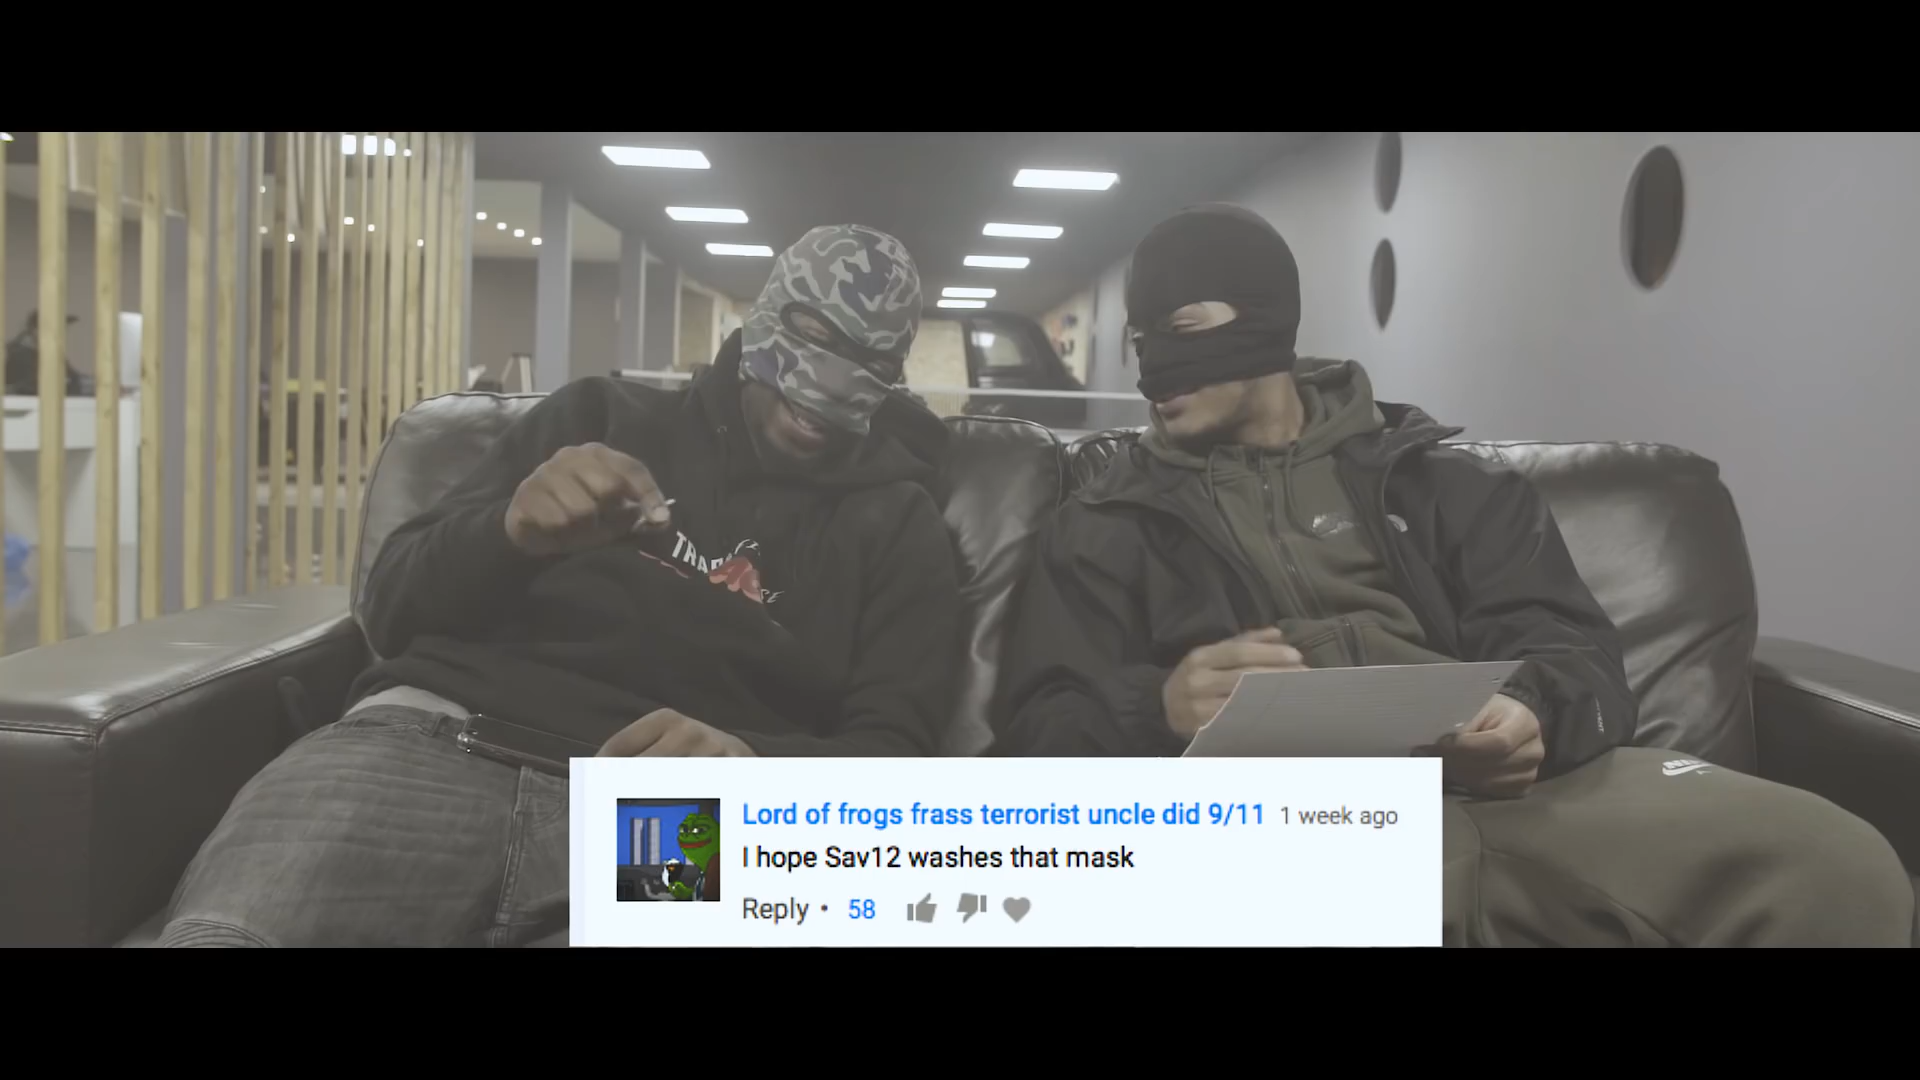 TRAP
Lord of frogs frass terrorist uncle did 9/11 1 week ago
I hope Sav12 washes that mask
Reply • 58